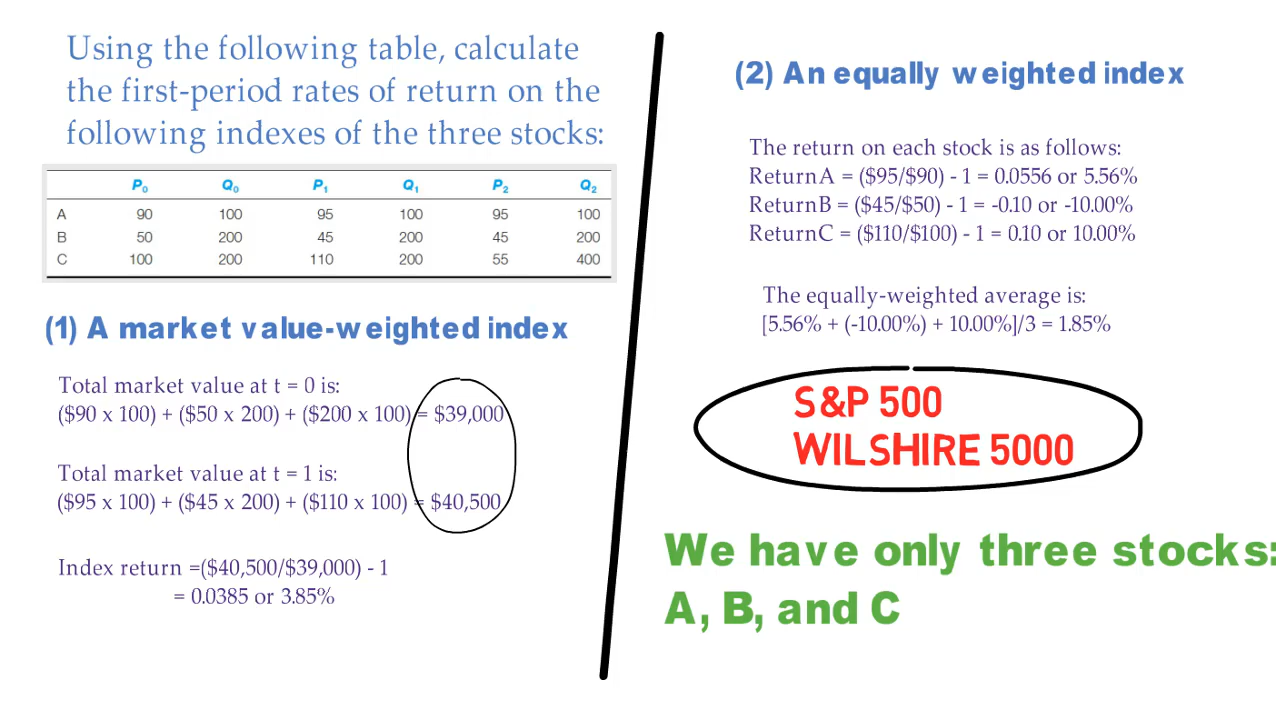 Using the following table, calculate
the first-period rates of return on the
following indexes of the three stocks:
P0 Q0 P1 Q1 P2 Q2
A 90 100 95 100 95 100
B 50 200 45 200 45 200
C 100 200 110 200 55 400
(1) A market value-weighted index
Total market value at t = 0 is:
($90 x 100) + ($50 x 200) + ($200 x 100) = $39,000
Total market value at t = 1 is:
($95 x 100) + ($45 x 200) + ($110 x 100) = $40,500
Index return =($40,500/$39,000) - 1
= 0.0385 or 3.85%
(2) An equally weighted index
The return on each stock is as follows:
Return A = ($95/$90) - 1 = 0.0556 or 5.56%
Return B = ($45/$50) - 1 = -0.10 or -10.00%
Return C = ($110/$100) - 1 = 0.10 or 10.00%
The equally-weighted average is:
[5.56% + (-10.00%) + 10.00%]/3 = 1.85%
S&P 500
WILSHIRE 5000
We have only three stocks:
A, B, and C